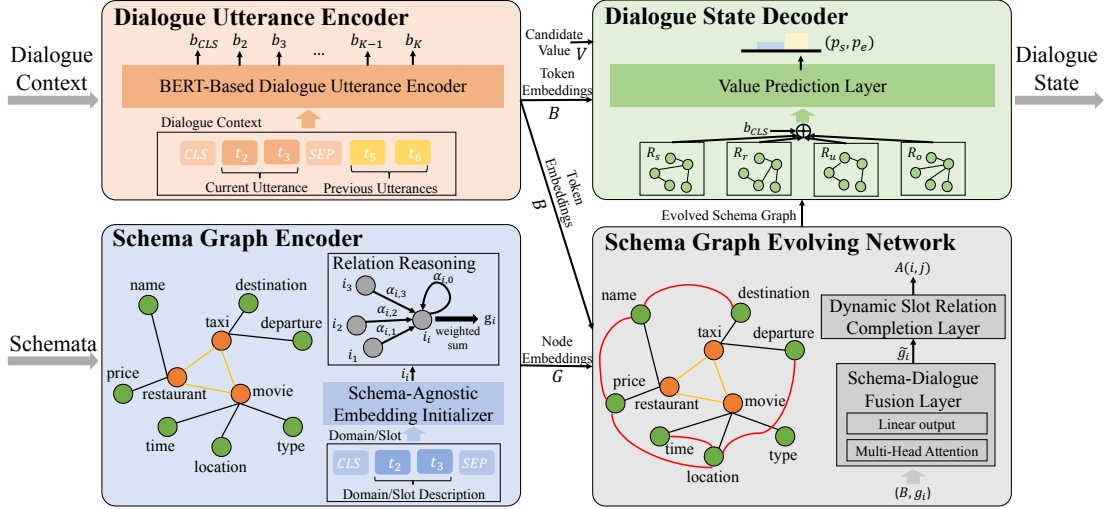 Dialogue Utterance Encoder
b_CLS b_2 b_3 ... b_{K-1} b_K
BERT-Based Dialogue Utterance Encoder
Dialogue Context
CLS t_2 t_3 SEP t_5 t_6
Current Utterance
Previous Utterances
Dialogue
Context
Candidate
Value V
Token
Embeddings
B
Token
Embeddings
B
Dialogue State Decoder
(p_s, p_e)
Value Prediction Layer
b_CLS
R_s R_r R_u R_o
Dialogue
State
Evolved Schema Graph
Schemata
Schema Graph Encoder
name
destination
taxi
departure
price
restaurant
movie
time
type
location
Relation Reasoning
i_3 α_{i,3} α_{i,0}
i_2 α_{i,2}
i_1 α_{i,1}
i_i
g_i
weighted
sum
i_i
Schema-Agnostic
Embedding Initializer
Domain/Slot
CLS t_2 t_3 SEP
Domain/Slot Description
Node
Embeddings
G
Schema Graph Evolving Network
name
destination
taxi
departure
price
restaurant
movie
time
type
location
A(i,j)
Dynamic Slot Relation
Completion Layer
g̃_i
Schema-Dialogue
Fusion Layer
Linear output
Multi-Head Attention
(B, g_i)